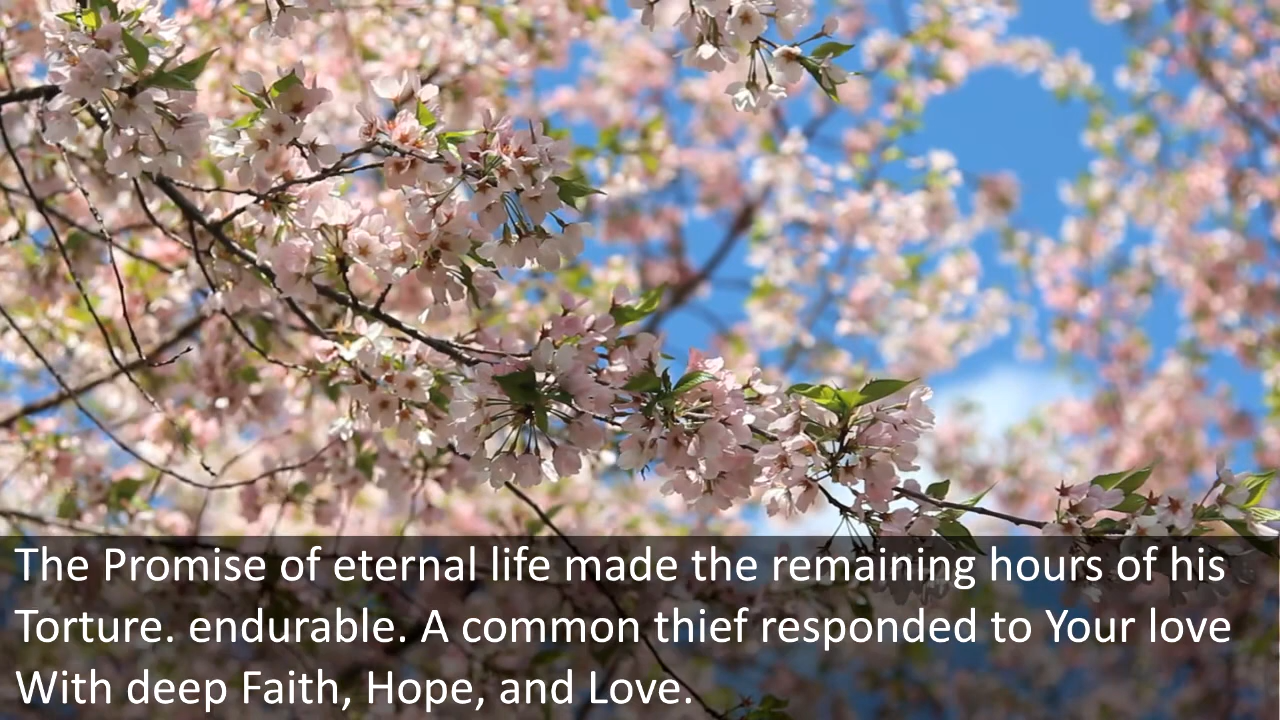 The Promise of eternal life made the remaining hours of his
Torture. endurable. A common thief responded to Your love
With deep Faith, Hope, and Love.